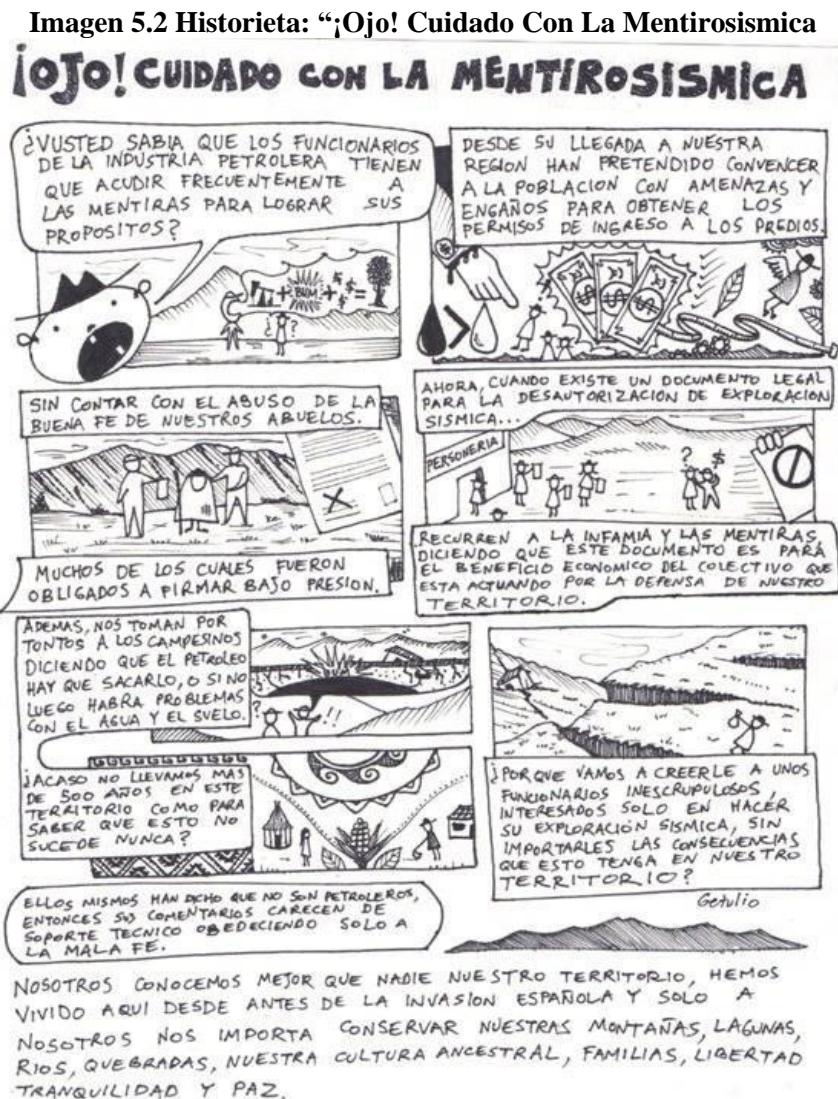 Imagen 5.2 Historieta: “¡Ojo! Cuidado Con La Mentirosismica
¡OJO! CUIDADO CON LA MENTIROSISMICA
¿VUSTED SABIA QUE LOS FUNCIONARIOS
DE LA INDUSTRIA PETROLERA TIENEN
QUE ACUDIR FRECUENTEMENTE A
LAS MENTIRAS PARA LOGRAR SUS
PROPOSITOS?
BUM
DESDE SU LLEGADA A NUESTRA
REGION HAN PRETENDIDO CONVENCER
A LA POBLACION CON AMENAZAS Y
ENGAÑOS PARA OBTENER LOS
PERMISOS DE INGRESO A LOS PREDIOS.
SIN CONTAR CON EL ABUSO DE LA
BUENA FE DE NUESTROS ABUELOS.
MUCHOS DE LOS CUALES FUERON
OBLIGADOS A FIRMAR BAJO PRESION.
AHORA, CUANDO EXISTE UN DOCUMENTO LEGAL
PARA LA DESAUTORIZACION DE EXPLORACION
SISMICA...
PERSONERIA
RECURREN A LA INFAMIA Y LAS MENTIRAS,
DICIENDO QUE ESTE DOCUMENTO ES PARA
EL BENEFICIO ECONOMICO DEL COLECTIVO QUE
ESTA ACTUANDO POR LA DEFENSA DE NUESTRO
TERRITORIO.
ADEMAS, NOS TOMAN POR
TONTOS A LOS CAMPESINOS
DICIENDO QUE EL PETROLEO
HAY QUE SACARLO, O SI NO
LUEGO HABRA PROBLEMAS
CON EL AGUA Y EL SUELO.
¿ACASO NO LLEVAMOS MAS
DE 500 AÑOS EN ESTE
TERRITORIO COMO PARA
SABER QUE ESTO NO
SUCEDE NUNCA?
¿PORQUE VAMOS A CREERLE A UNOS
FUNCIONARIOS INESCRUPULOSOS,
INTERESADOS SOLO EN HACER
SU EXPLORACIÓN SISMICA, SIN
IMPORTARLES LAS CONSECUENCIAS
QUE ESTO TENGA EN NUESTRO
TERRITORIO?
Getulio
ELLOS MISMOS HAN DICHO QUE NO SON PETROLEROS,
ENTONCES SUS COMENTARIOS CARECEN DE
SOPORTE TECNICO OBEDECIENDO SOLO A
LA MALA FE.
NOSOTROS CONOCEMOS MEJOR QUE NADIE NUESTRO TERRITORIO, HEMOS
VIVIDO AQUI DESDE ANTES DE LA INVASION ESPAÑOLA Y SOLO A
NOSOTROS NOS IMPORTA CONSERVAR NUESTRAS MONTAÑAS, LAGUNAS,
RIOS, QUEBRADAS, NUESTRA CULTURA ANCESTRAL, FAMILIAS, LIBERTAD
TRANQUILIDAD Y PAZ.